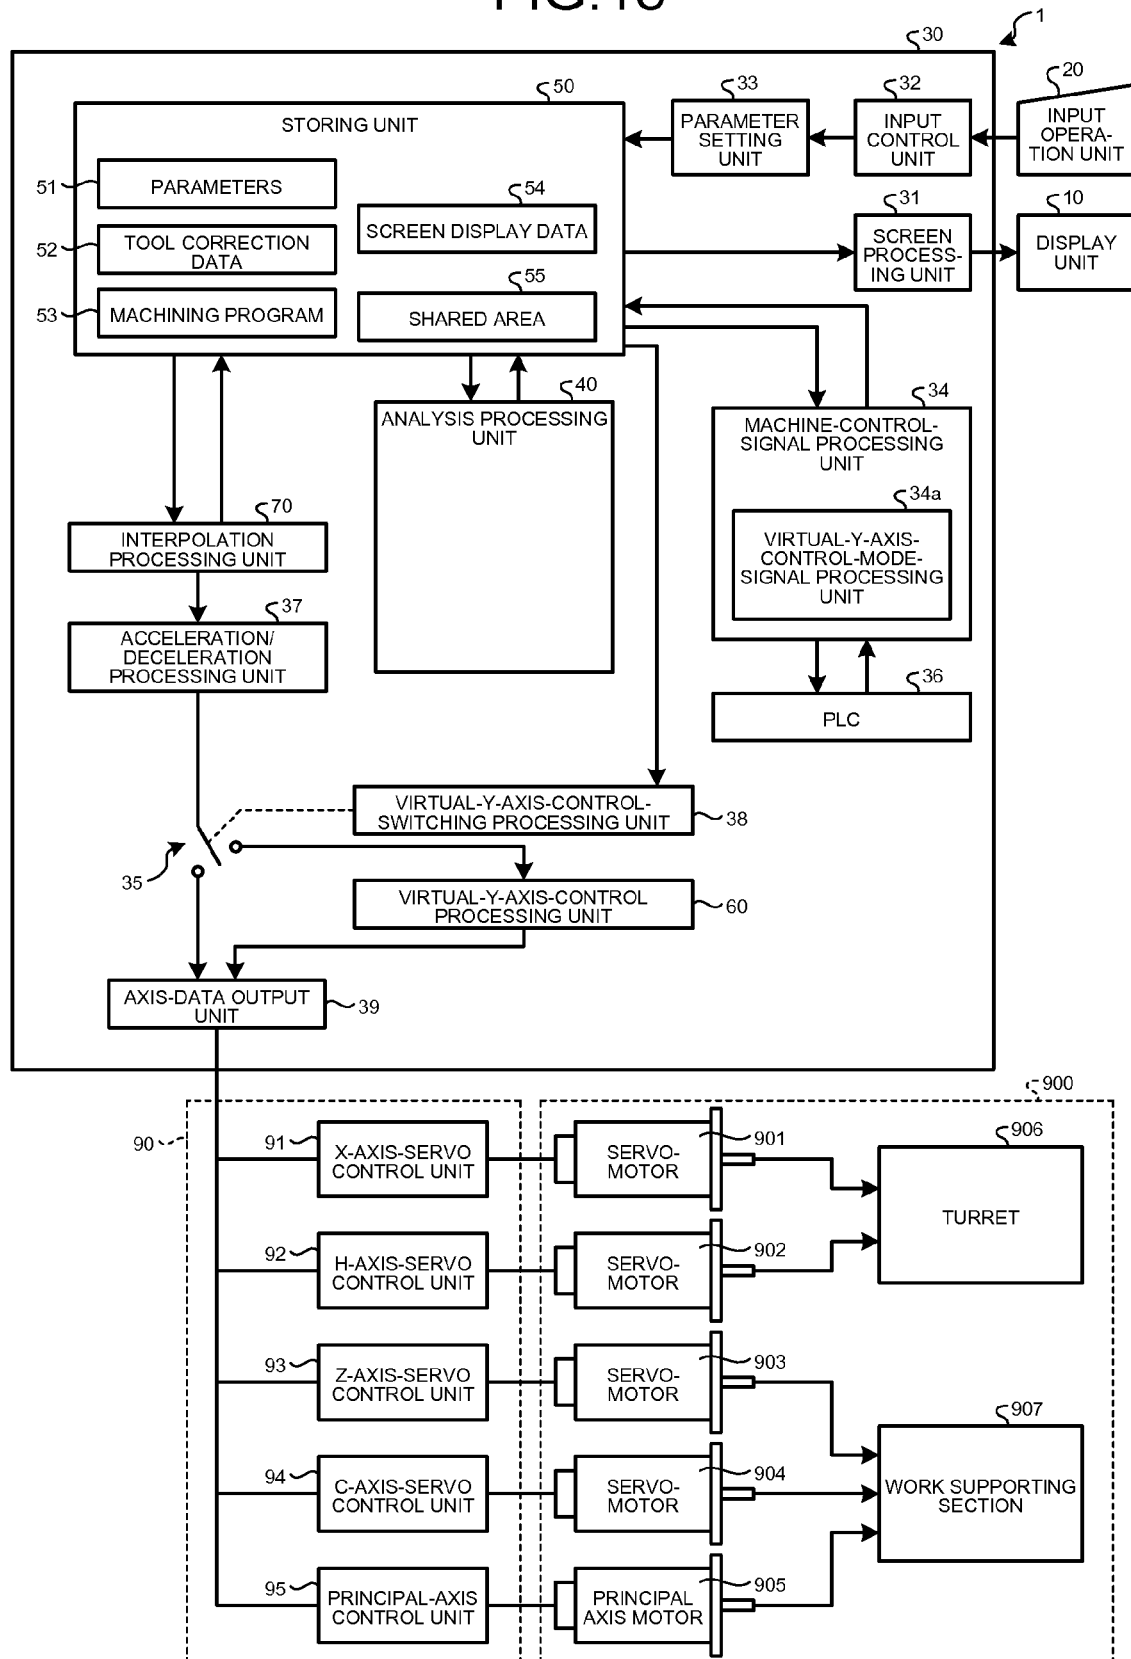 1
30
50
STORING UNIT
51
PARAMETERS
52
TOOL CORRECTION
DATA
53
MACHINING PROGRAM
54
SCREEN DISPLAY DATA
55
SHARED AREA
33
PARAMETER
SETTING
UNIT
32
INPUT
CONTROL
UNIT
20
INPUT
OPERA-
TION UNIT
31
SCREEN
PROCESS-
ING UNIT
10
DISPLAY
UNIT
40
ANALYSIS PROCESSING
UNIT
34
MACHINE-CONTROL-
SIGNAL PROCESSING
UNIT
34a
VIRTUAL-Y-AXIS-
CONTROL-MODE-
SIGNAL PROCESSING
UNIT
36
PLC
70
INTERPOLATION
PROCESSING UNIT
37
ACCELERATION/
DECELERATION
PROCESSING UNIT
VIRTUAL-Y-AXIS-CONTROL-
SWITCHING PROCESSING UNIT
38
35
VIRTUAL-Y-AXIS-CONTROL
PROCESSING UNIT
60
AXIS-DATA OUTPUT
UNIT
39
90
900
91
X-AXIS-SERVO
CONTROL UNIT
SERVO-
MOTOR
901
906
TURRET
92
H-AXIS-SERVO
CONTROL UNIT
SERVO-
MOTOR
902
93
Z-AXIS-SERVO
CONTROL UNIT
SERVO-
MOTOR
903
907
WORK SUPPORTING
SECTION
94
C-AXIS-SERVO
CONTROL UNIT
SERVO-
MOTOR
904
95
PRINCIPAL-AXIS
CONTROL UNIT
PRINCIPAL
AXIS MOTOR
905